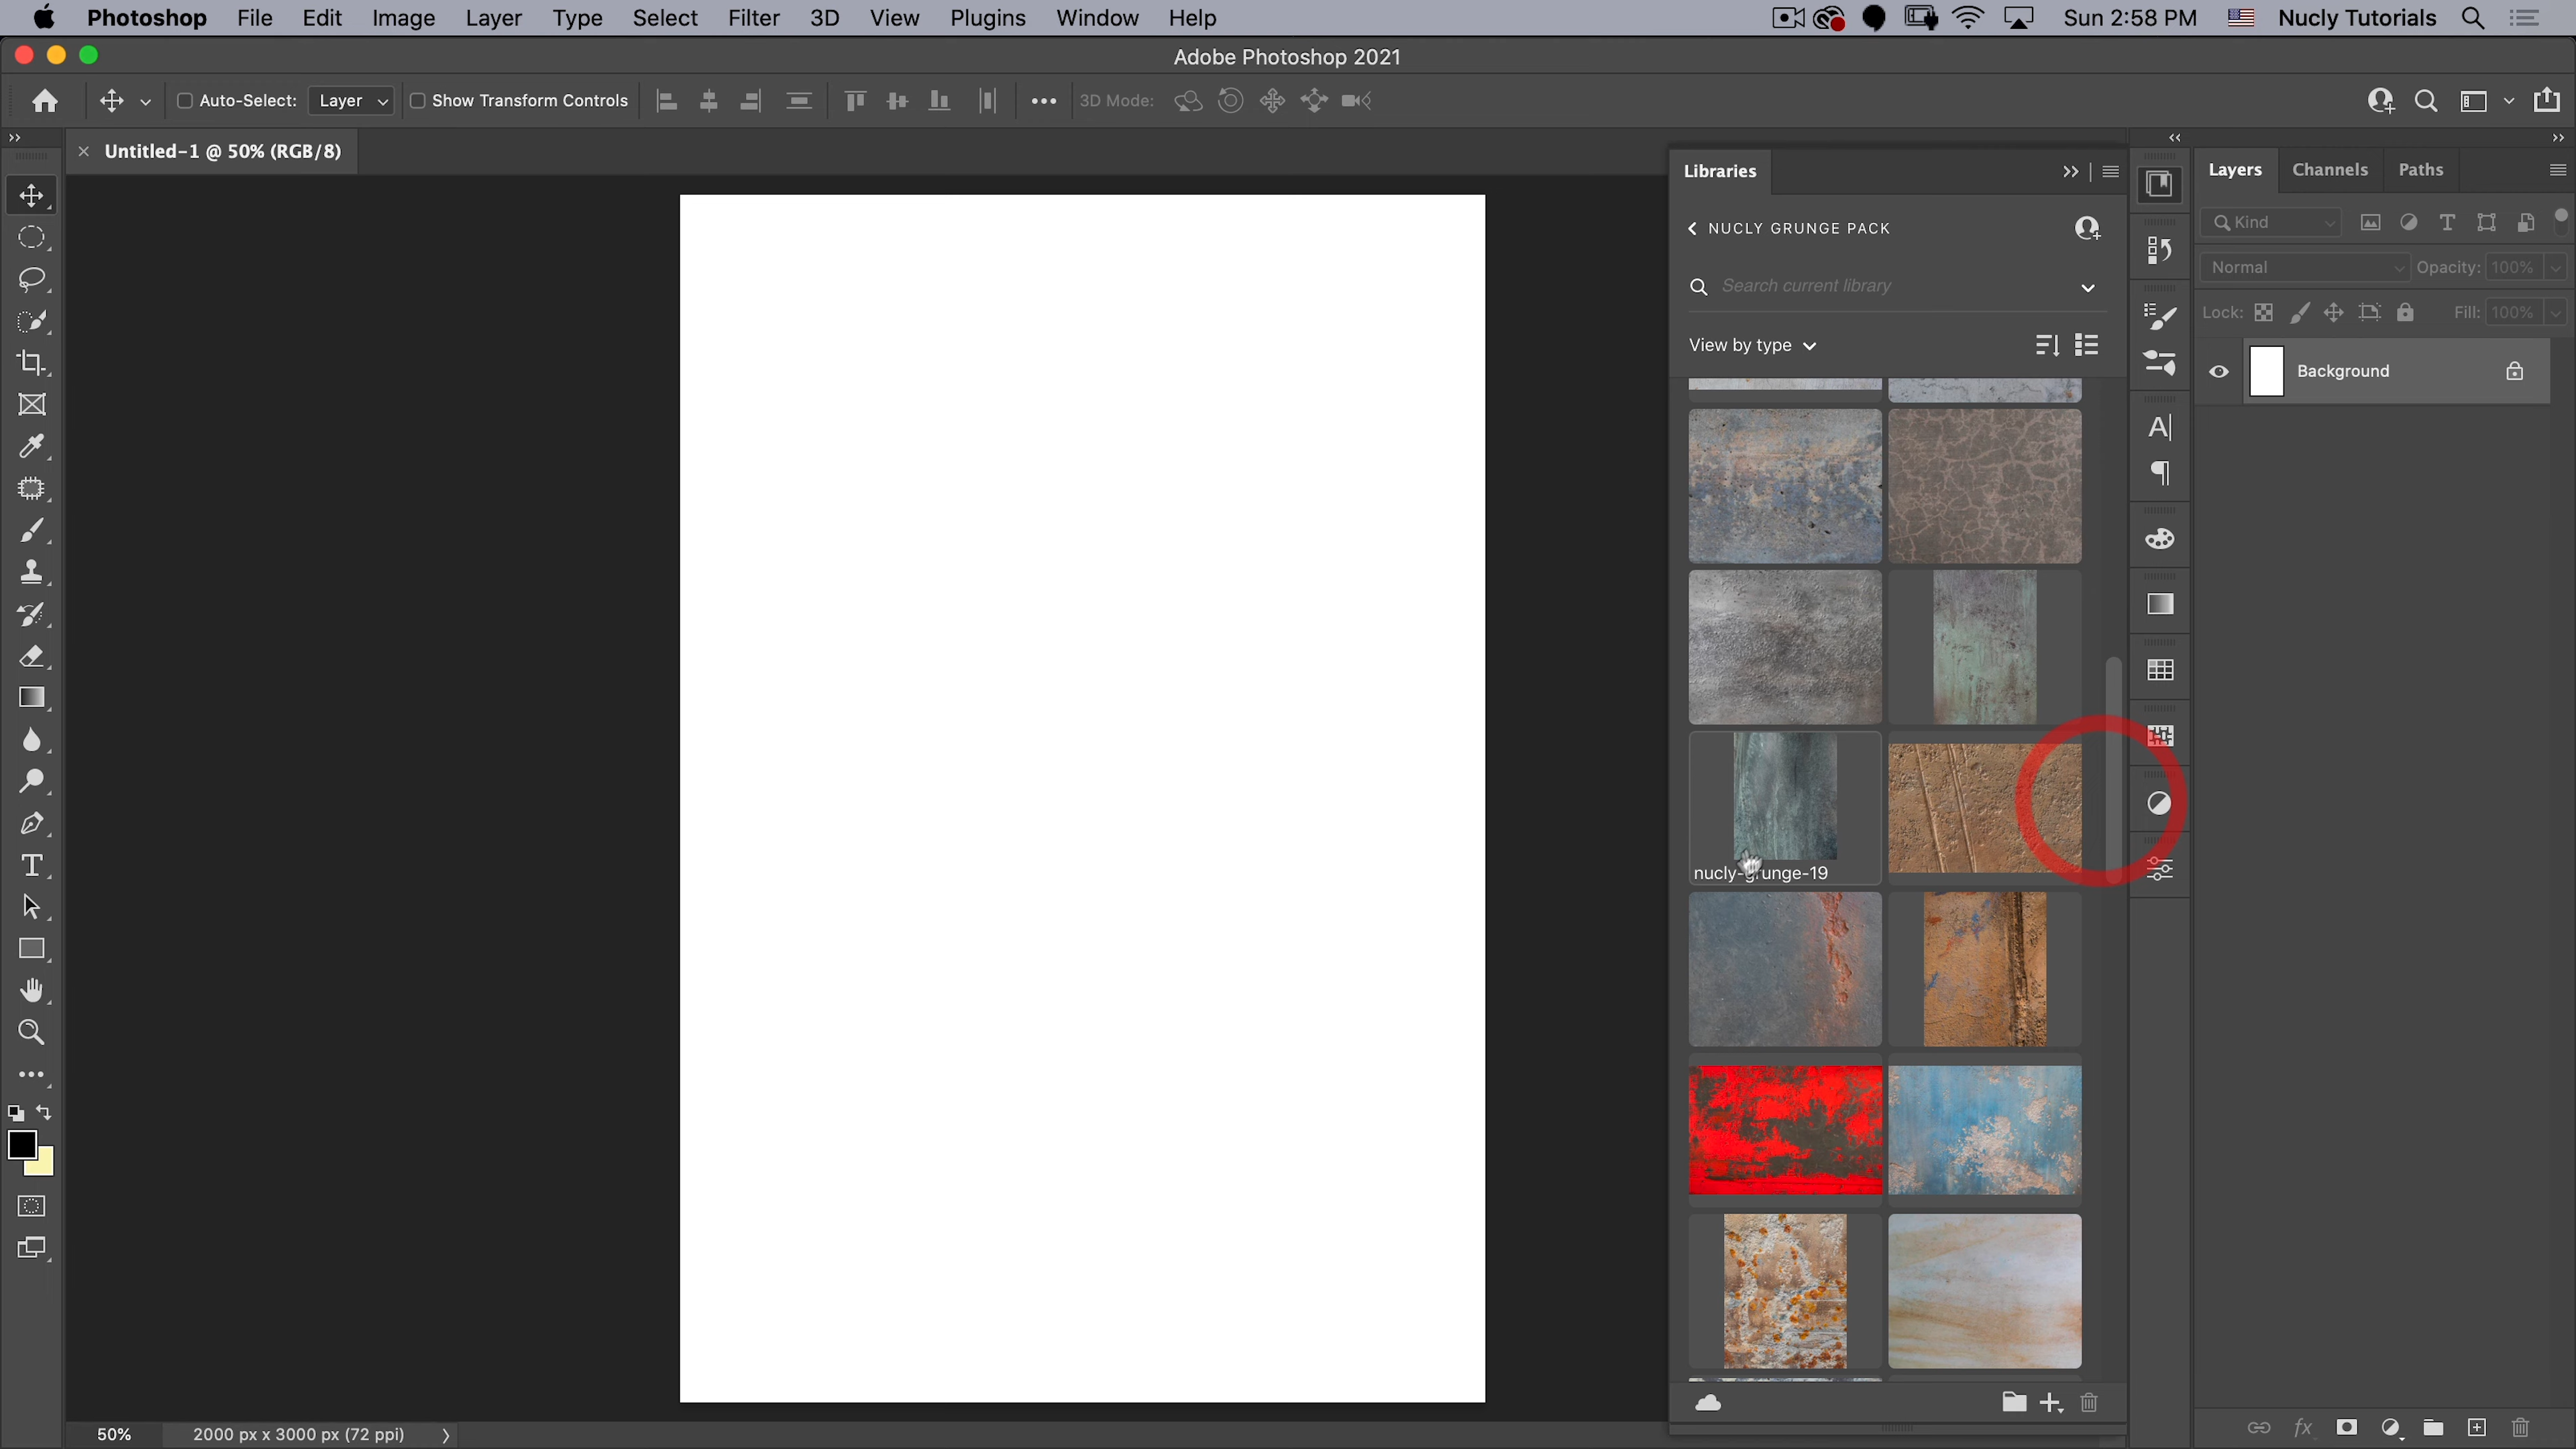 Photoshop File Edit Image Layer Type Select Filter 3D View Plugins Window Help Sun 2:58 PM Nucly Tutorials
Adobe Photoshop 2021
Auto-Select: Layer Show Transform Controls 3D Mode:
Untitled-1 @ 50% (RGB/8)
Libraries
NUCLY GRUNGE PACK
Search current library
View by type
nucly-grunge-19
Layers Channels Paths
Kind
Normal Opacity: 100%
Lock: Fill: 100%
Background
50% 2000 px x 3000 px (72 ppi)